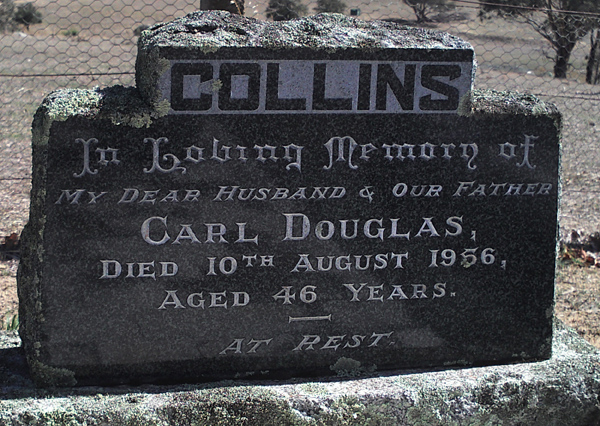 COLLINS
In Loving Memory of
MY DEAR HUSBAND & OUR FATHER
CARL DOUGLAS,
DIED 10TH AUGUST 1956,
AGED 46 YEARS.
AT REST.